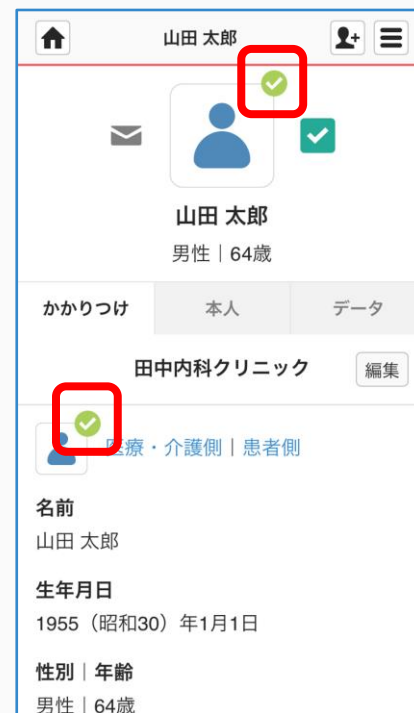 山田 太郎
山田 太郎
男性｜64歳
かかりつけ 本人 データ
田中内科クリニック 編集
医療・介護側｜患者側
名前
山田 太郎
生年月日
1955（昭和30）年1月1日
性別｜年齢
男性｜64歳